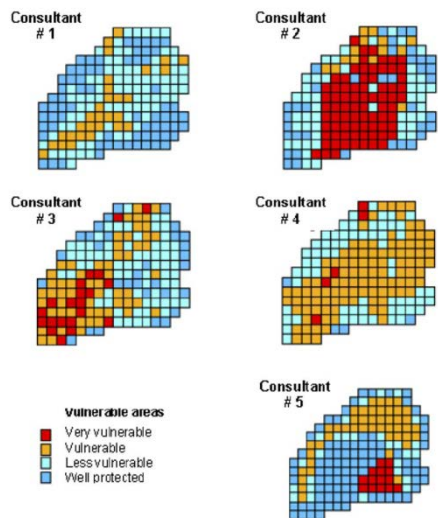 Consultant
# 1
Consultant
# 2
Consultant
# 3
Consultant
# 4
Consultant
# 5
Vulnerable areas
Very vulnerable
Vulnerable
Less vulnerable
Well protected